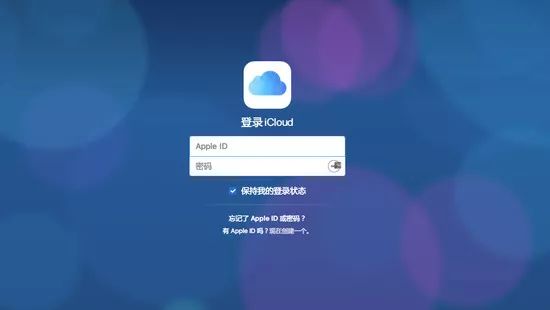 登录 iCloud
Apple ID
密码
保持我的登录状态
忘记了 Apple ID 或密码？
有 Apple ID 吗？现在创建一个。